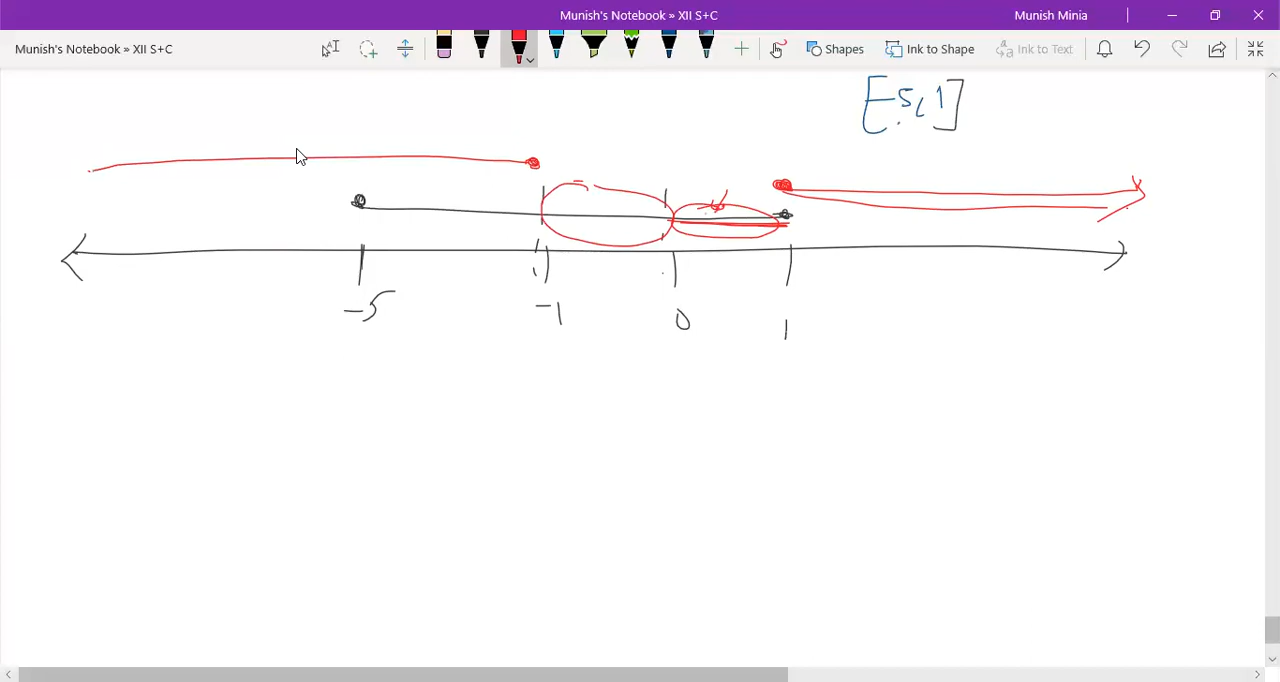 Munish's Notebook » XII S+C
Munish Minia
Munish's Notebook » XII S+C
Shapes
Ink to Shape
Ink to Text
[-5, 1]
-5 -1 0 1